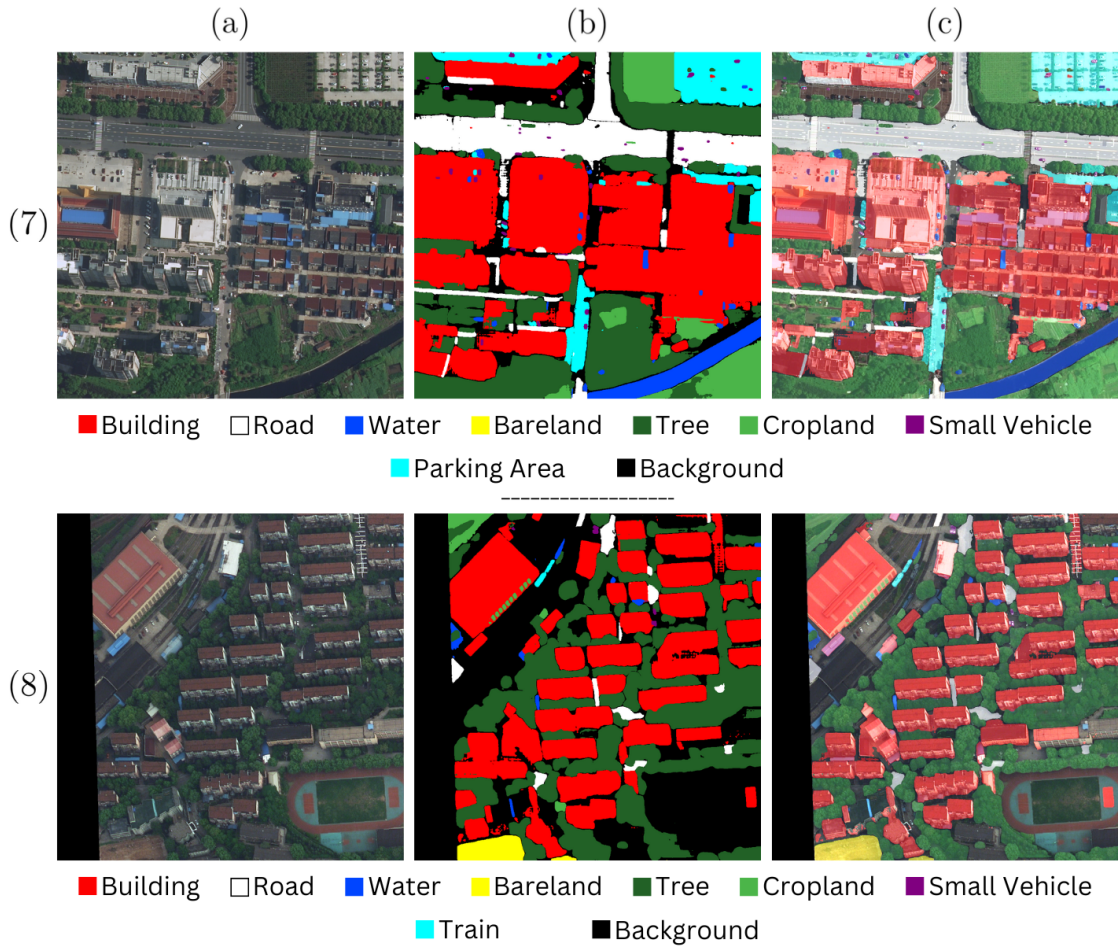 (a) (b) (c)
(7)
Building Road Water Bareland Tree Cropland Small Vehicle
Parking Area Background
------------------
(8)
Building Road Water Bareland Tree Cropland Small Vehicle
Train Background